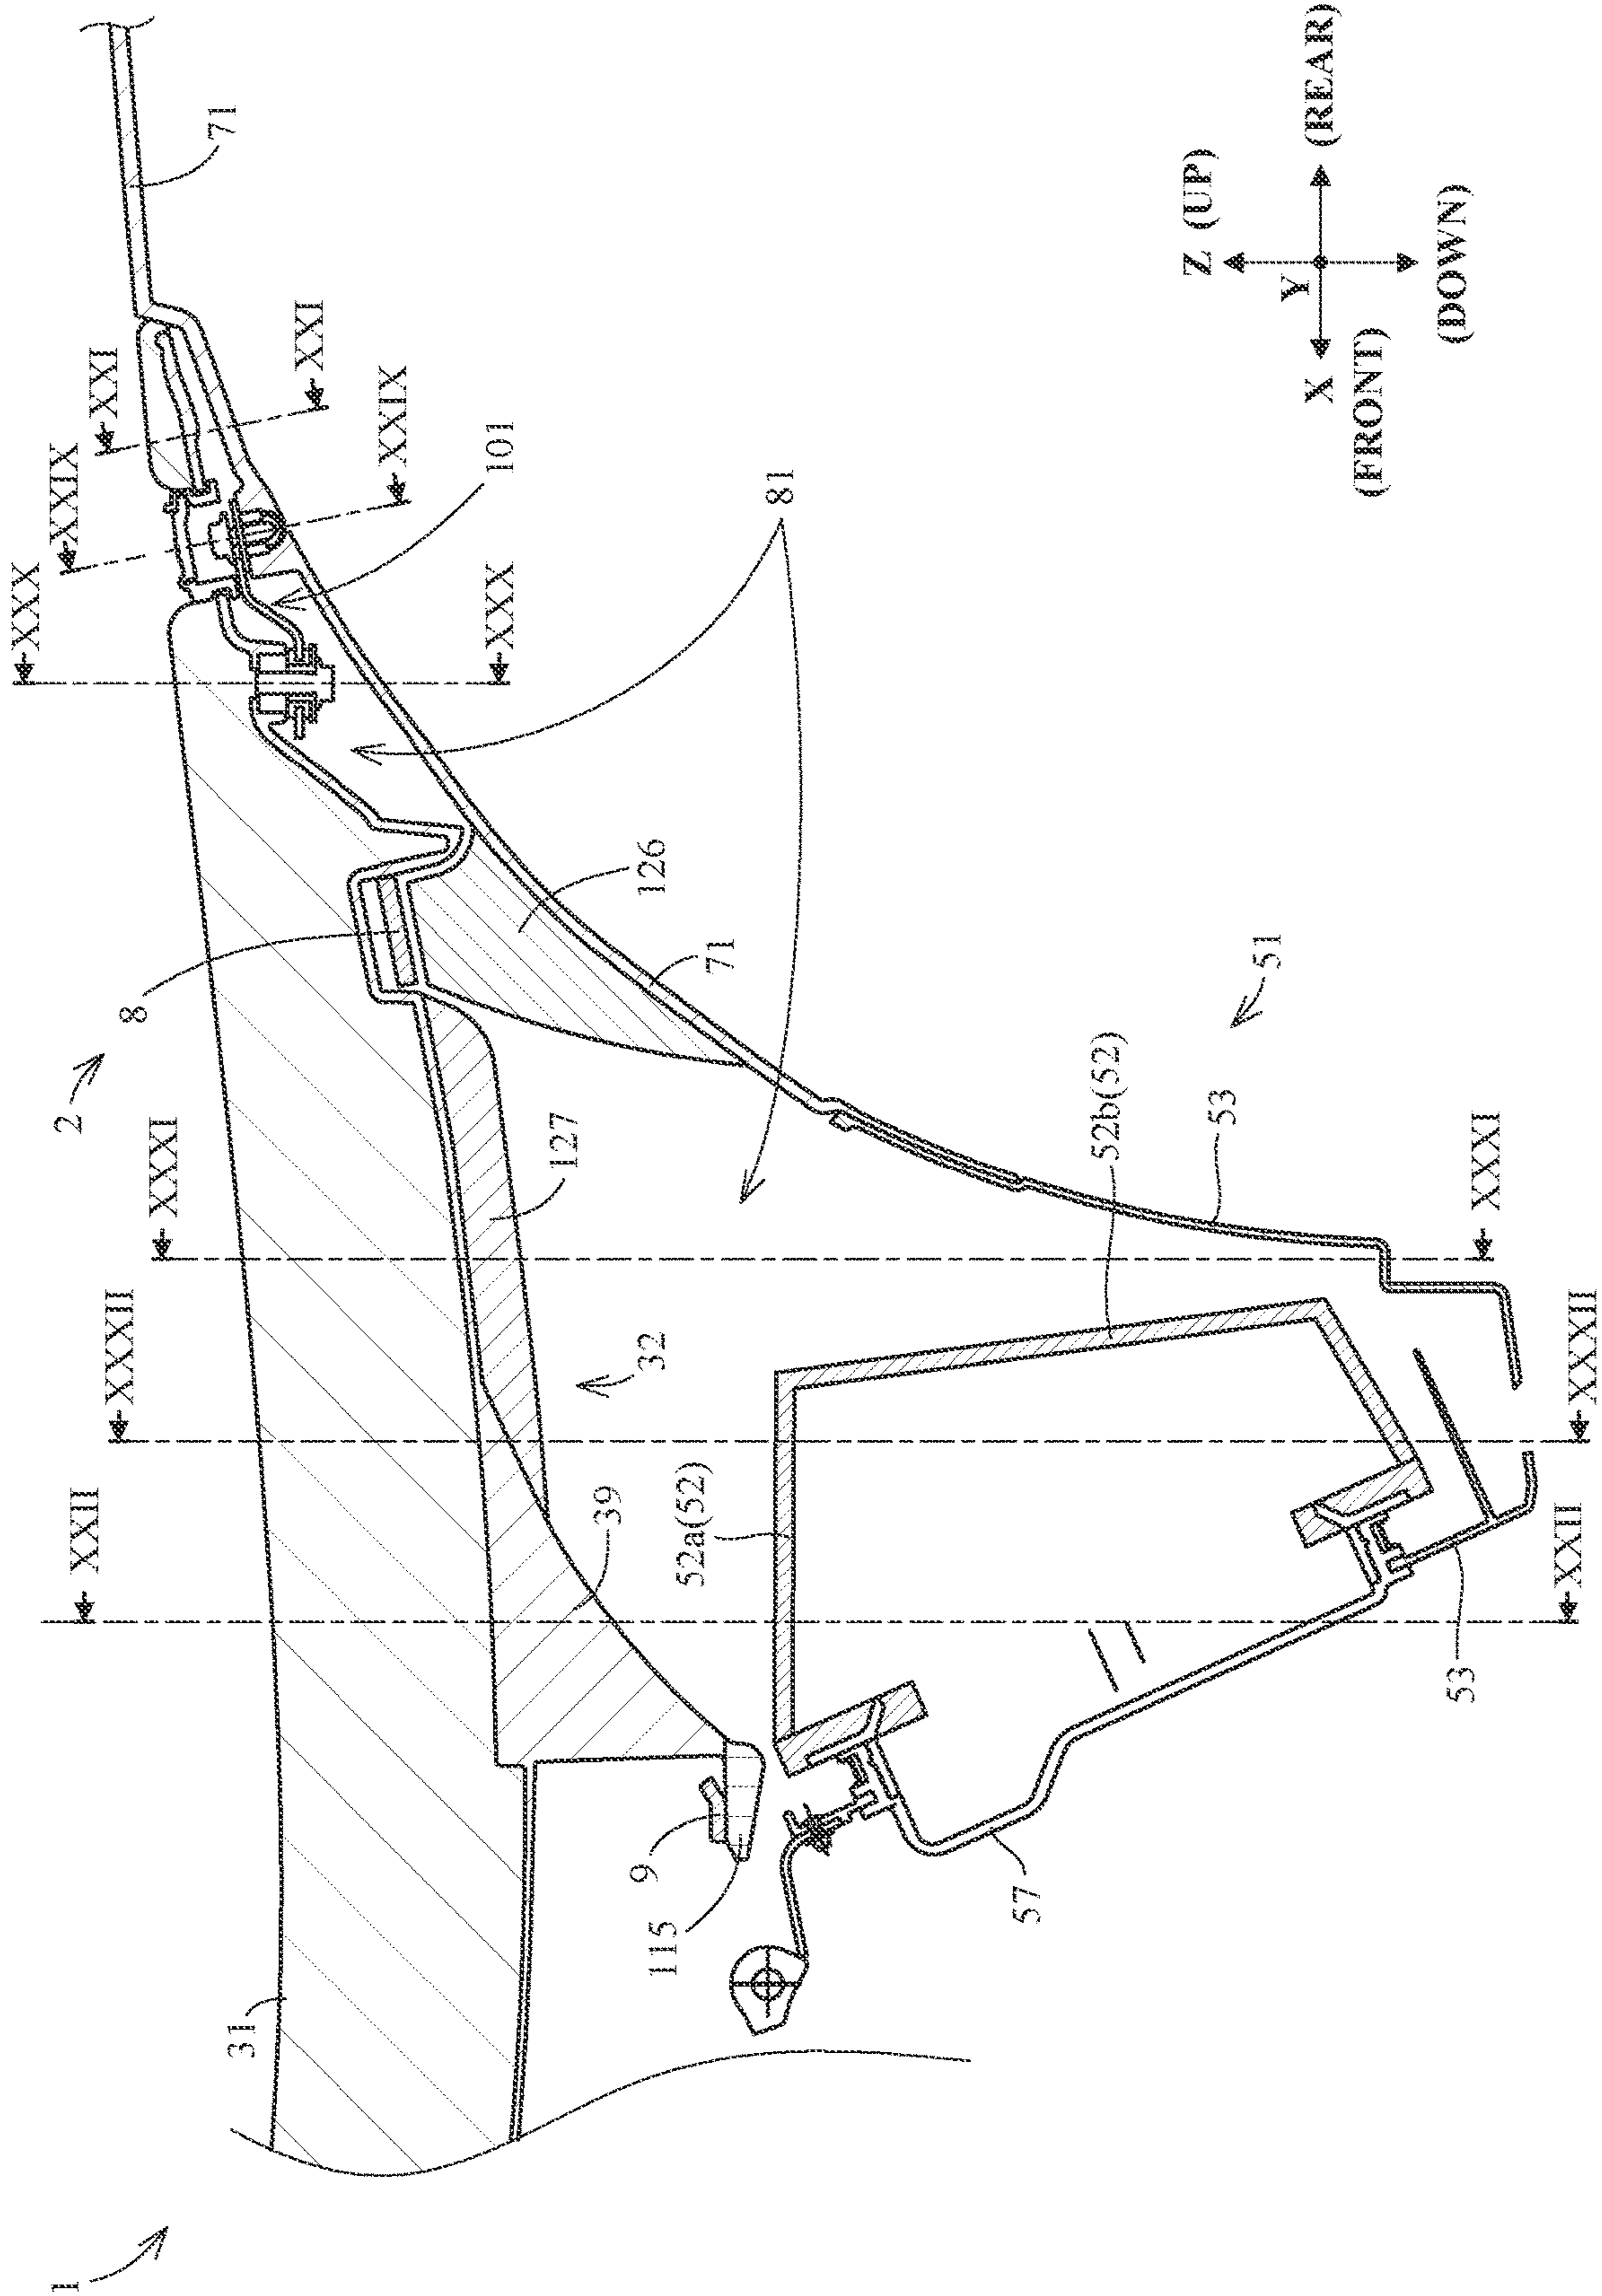 1
2
31
XXII
XXXII
XXXI
8
XXX
XXIX
XXI
71
XXI
XXIX
101
XXX
81
126
71
127
32
39
9
115
52a(52)
52b(52)
51
53
57
53
XXII
XXXII
XXXI
Z (UP)
Y
X
(FRONT)
(REAR)
(DOWN)